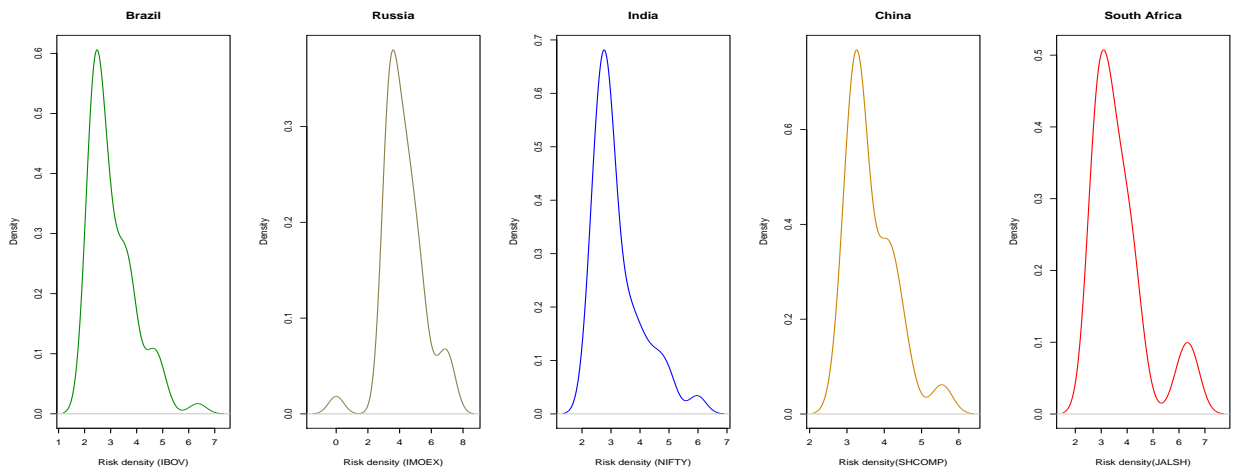 Brazil
Density
0.0 0.1 0.2 0.3 0.4 0.5 0.6
1 2 3 4 5 6 7
Risk density (IBOV)
Russia
Density
0.0 0.1 0.2 0.3
0 2 4 6 8
Risk density (IMOEX)
India
Density
0.0 0.1 0.2 0.3 0.4 0.5 0.6 0.7
2 3 4 5 6 7
Risk density (NIFTY)
China
Density
0.0 0.2 0.4 0.6
2 3 4 5 6
Risk density(SHCOMP)
South Africa
Density
0.0 0.1 0.2 0.3 0.4 0.5
2 3 4 5 6 7
Risk density(JALSH)